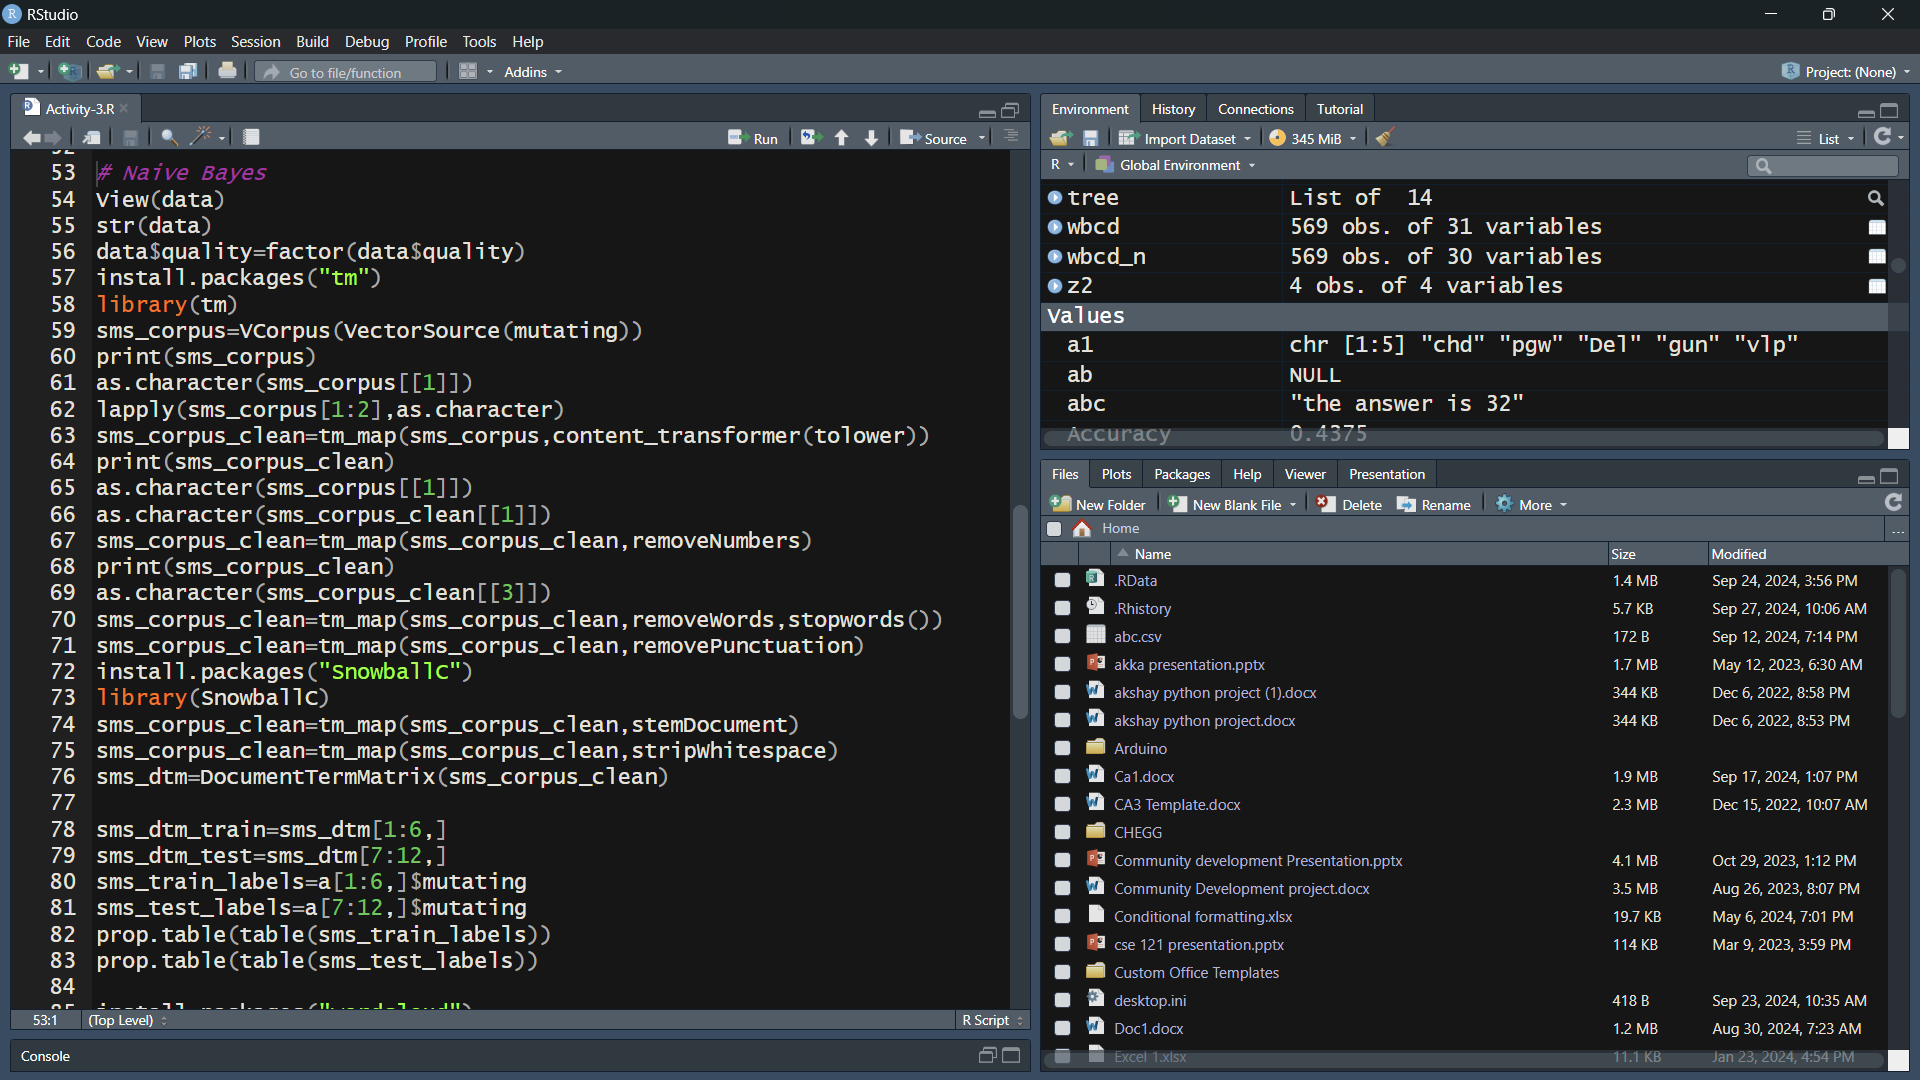 RStudio
File Edit Code View Plots Session Build Debug Profile Tools Help
Go to file/function Addins Project: (None)
Activity-3.R
Run Source
53 # Naive Bayes
54 View(data)
55 str(data)
56 data$quality=factor(data$quality)
57 install.packages("tm")
58 library(tm)
59 sms_corpus=VCorpus(VectorSource(mutating))
60 print(sms_corpus)
61 as.character(sms_corpus[[1]])
62 lapply(sms_corpus[1:2],as.character)
63 sms_corpus_clean=tm_map(sms_corpus,content_transformer(tolower))
64 print(sms_corpus_clean)
65 as.character(sms_corpus[[1]])
66 as.character(sms_corpus_clean[[1]])
67 sms_corpus_clean=tm_map(sms_corpus_clean,removeNumbers)
68 print(sms_corpus_clean)
69 as.character(sms_corpus_clean[[3]])
70 sms_corpus_clean=tm_map(sms_corpus_clean,removeWords,stopwords())
71 sms_corpus_clean=tm_map(sms_corpus_clean,removePunctuation)
72 install.packages("SnowballC")
73 library(SnowballC)
74 sms_corpus_clean=tm_map(sms_corpus_clean,stemDocument)
75 sms_corpus_clean=tm_map(sms_corpus_clean,stripWhitespace)
76 sms_dtm=DocumentTermMatrix(sms_corpus_clean)
77
78 sms_dtm_train=sms_dtm[1:6,]
79 sms_dtm_test=sms_dtm[7:12,]
80 sms_train_labels=a[1:6,]$mutating
81 sms_test_labels=a[7:12,]$mutating
82 prop.table(table(sms_train_labels))
83 prop.table(table(sms_test_labels))
84
53:1 (Top Level) R Script
Console
Environment History Connections Tutorial
Import Dataset 345 MiB List
R Global Environment
tree List of 14
wbcd 569 obs. of 31 variables
wbcd_n 569 obs. of 30 variables
z2 4 obs. of 4 variables
Values
a1 chr [1:5] "chd" "pgw" "Del" "gun" "vlp"
ab NULL
abc "the answer is 32"
Accuracy 0.4375
Files Plots Packages Help Viewer Presentation
New Folder New Blank File Delete Rename More
Home ...
Name Size Modified
.RData 1.4 MB Sep 24, 2024, 3:56 PM
.Rhistory 5.7 KB Sep 27, 2024, 10:06 AM
abc.csv 172 B Sep 12, 2024, 7:14 PM
akka presentation.pptx 1.7 MB May 12, 2023, 6:30 AM
akshay python project (1).docx 344 KB Dec 6, 2022, 8:58 PM
akshay python project.docx 344 KB Dec 6, 2022, 8:53 PM
Arduino
Ca1.docx 1.9 MB Sep 17, 2024, 1:07 PM
CA3 Template.docx 2.3 MB Dec 15, 2022, 10:07 AM
CHEGG
Community development Presentation.pptx 4.1 MB Oct 29, 2023, 1:12 PM
Community Development project.docx 3.5 MB Aug 26, 2023, 8:07 PM
Conditional formatting.xlsx 19.7 KB May 6, 2024, 7:01 PM
cse 121 presentation.pptx 114 KB Mar 9, 2023, 3:59 PM
Custom Office Templates
desktop.ini 418 B Sep 23, 2024, 10:35 AM
Doc1.docx 1.2 MB Aug 30, 2024, 7:23 AM
Excel 1.xlsx 11.1 KB Jan 23, 2024, 4:54 PM